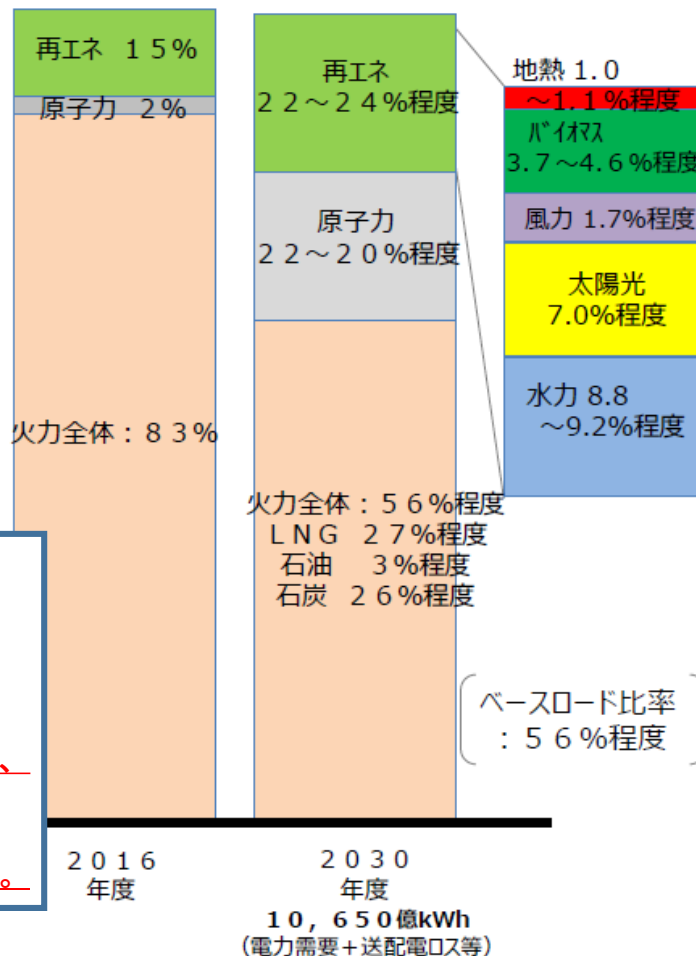 再エネ １５%
原子力 ２%
火力全体：８３%
再エネ
２２～２４%程度
原子力
２２～２０%程度
火力全体：５６%程度
ＬＮＧ ２７%程度
石油　３%程度
石炭 ２６%程度
地熱 1.0
～1.1%程度
ﾊﾞｲｵﾏｽ
3.7～4.6%程度
風力 1.7%程度
太陽光
7.0%程度
水力 8.8
～9.2%程度
ベースロード比率
：５６%程度
、
。
２０１６
年度
２０３０
年度
１０，６５０億kWh
（電力需要＋送配電ロス等）